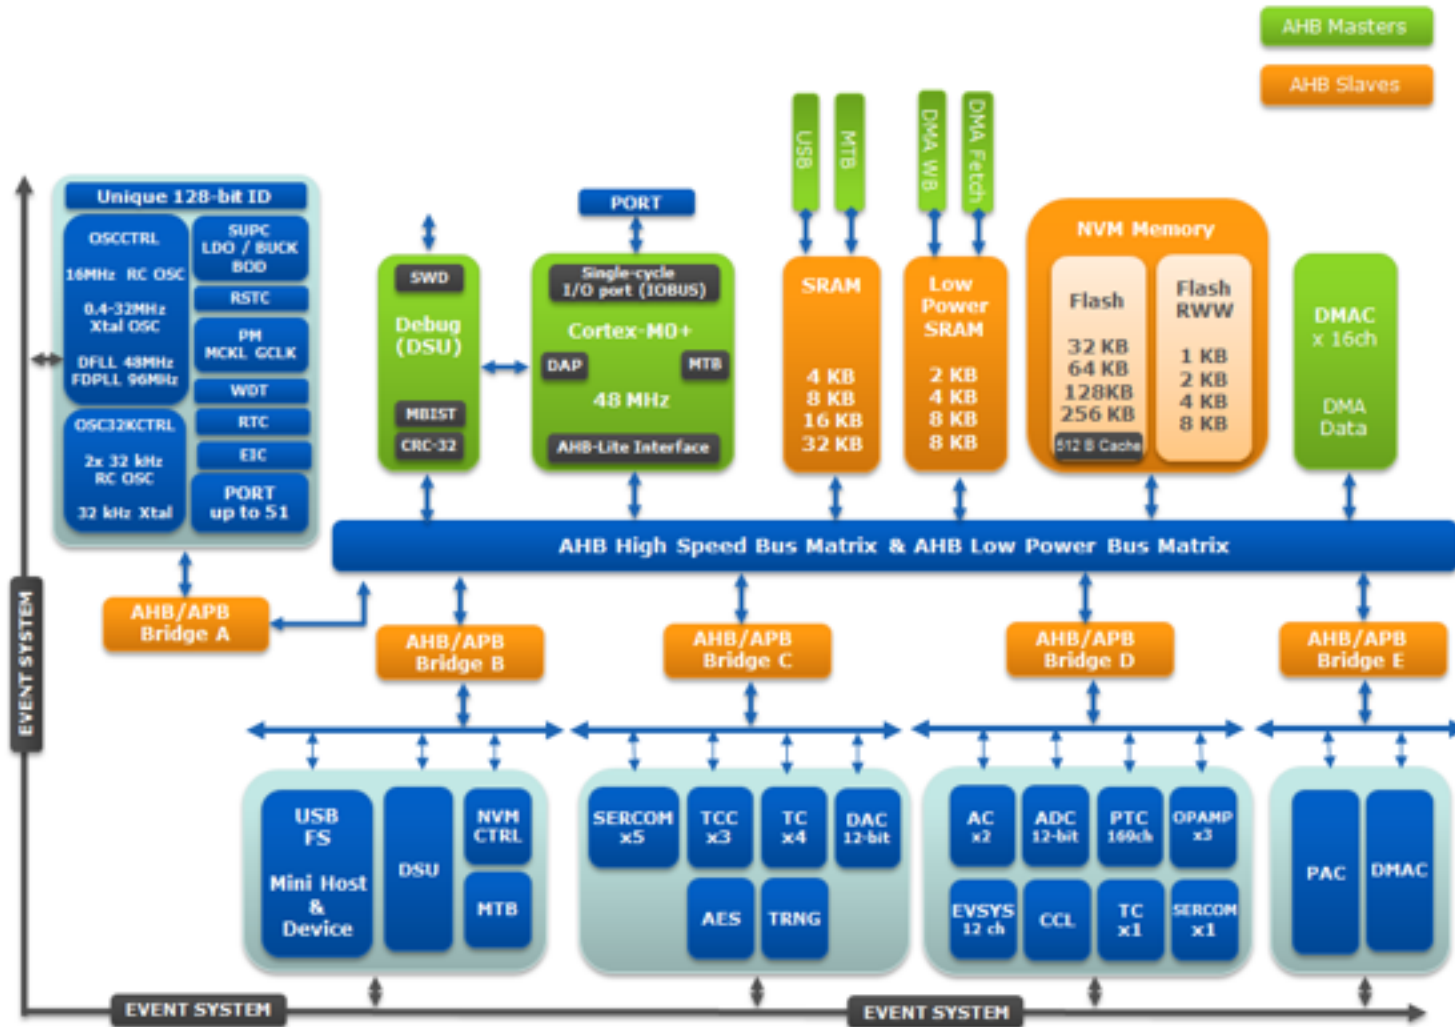 AHB Masters
AHB Slaves
USB
MTB
DMA WB
DMA Fetch
Unique 128-bit ID
OSCCTRL
16MHz RC OSC
0.4-32MHz
Xtal OSC
DFLL 48MHz
FDPLL 96MHz
OSC32KCTRL
2x 32 kHz
RC OSC
32 kHz Xtal
SUPC
LDO / BUCK
BOD
RSTC
PM
MCKL GCLK
WDT
RTC
EIC
PORT
up to 51
SWD
Debug
(DSU)
MBIST
CRC-32
PORT
Single-cycle
I/O port (IOBUS)
Cortex-M0+
DAP
MTB
48 MHz
AHB-Lite Interface
SRAM
4 KB
8 KB
16 KB
32 KB
Low
Power
SRAM
2 KB
4 KB
8 KB
8 KB
NVM Memory
Flash
32 KB
64 KB
128KB
256 KB
512 B Cache
Flash
RWW
1 KB
2 KB
4 KB
8 KB
DMAC
x 16ch
DMA
Data
AHB High Speed Bus Matrix & AHB Low Power Bus Matrix
AHB/APB
Bridge A
AHB/APB
Bridge B
AHB/APB
Bridge C
AHB/APB
Bridge D
AHB/APB
Bridge E
EVENT SYSTEM
USB
FS
Mini Host
&
Device
DSU
NVM
CTRL
MTB
SERCOM
x5
TCC
x3
TC
x4
DAC
12-bit
AES
TRNG
AC
x2
ADC
12-bit
PTC
169ch
OPAMP
x3
EVSYS
12 ch
CCL
TC
x1
SERCOM
x1
PAC
DMAC
EVENT SYSTEM
EVENT SYSTEM